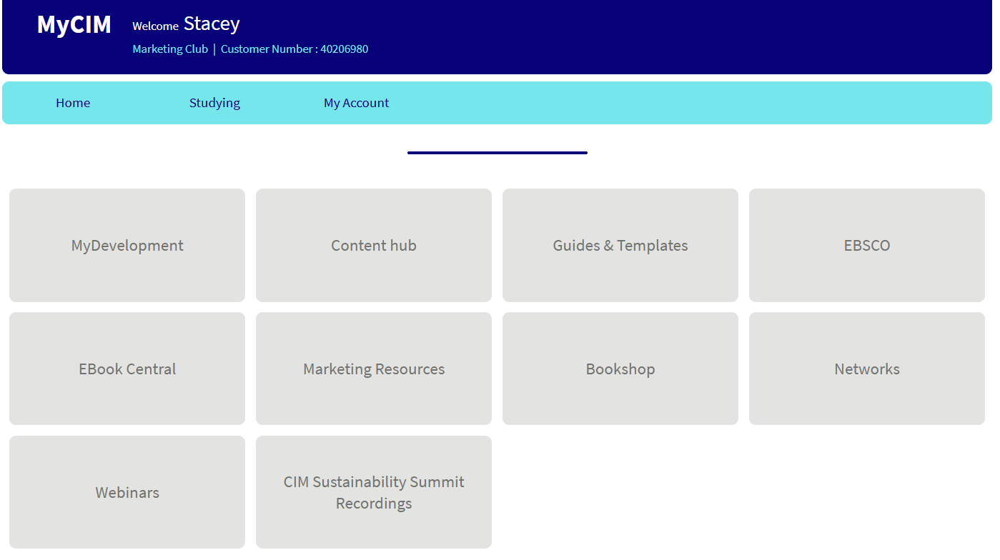 MyCIM
Welcome Stacey
Marketing Club | Customer Number : 40206980
Home
Studying
My Account
MyDevelopment
Content hub
Guides & Templates
EBSCO
EBook Central
Marketing Resources
Bookshop
Networks
Webinars
CIM Sustainability Summit
Recordings